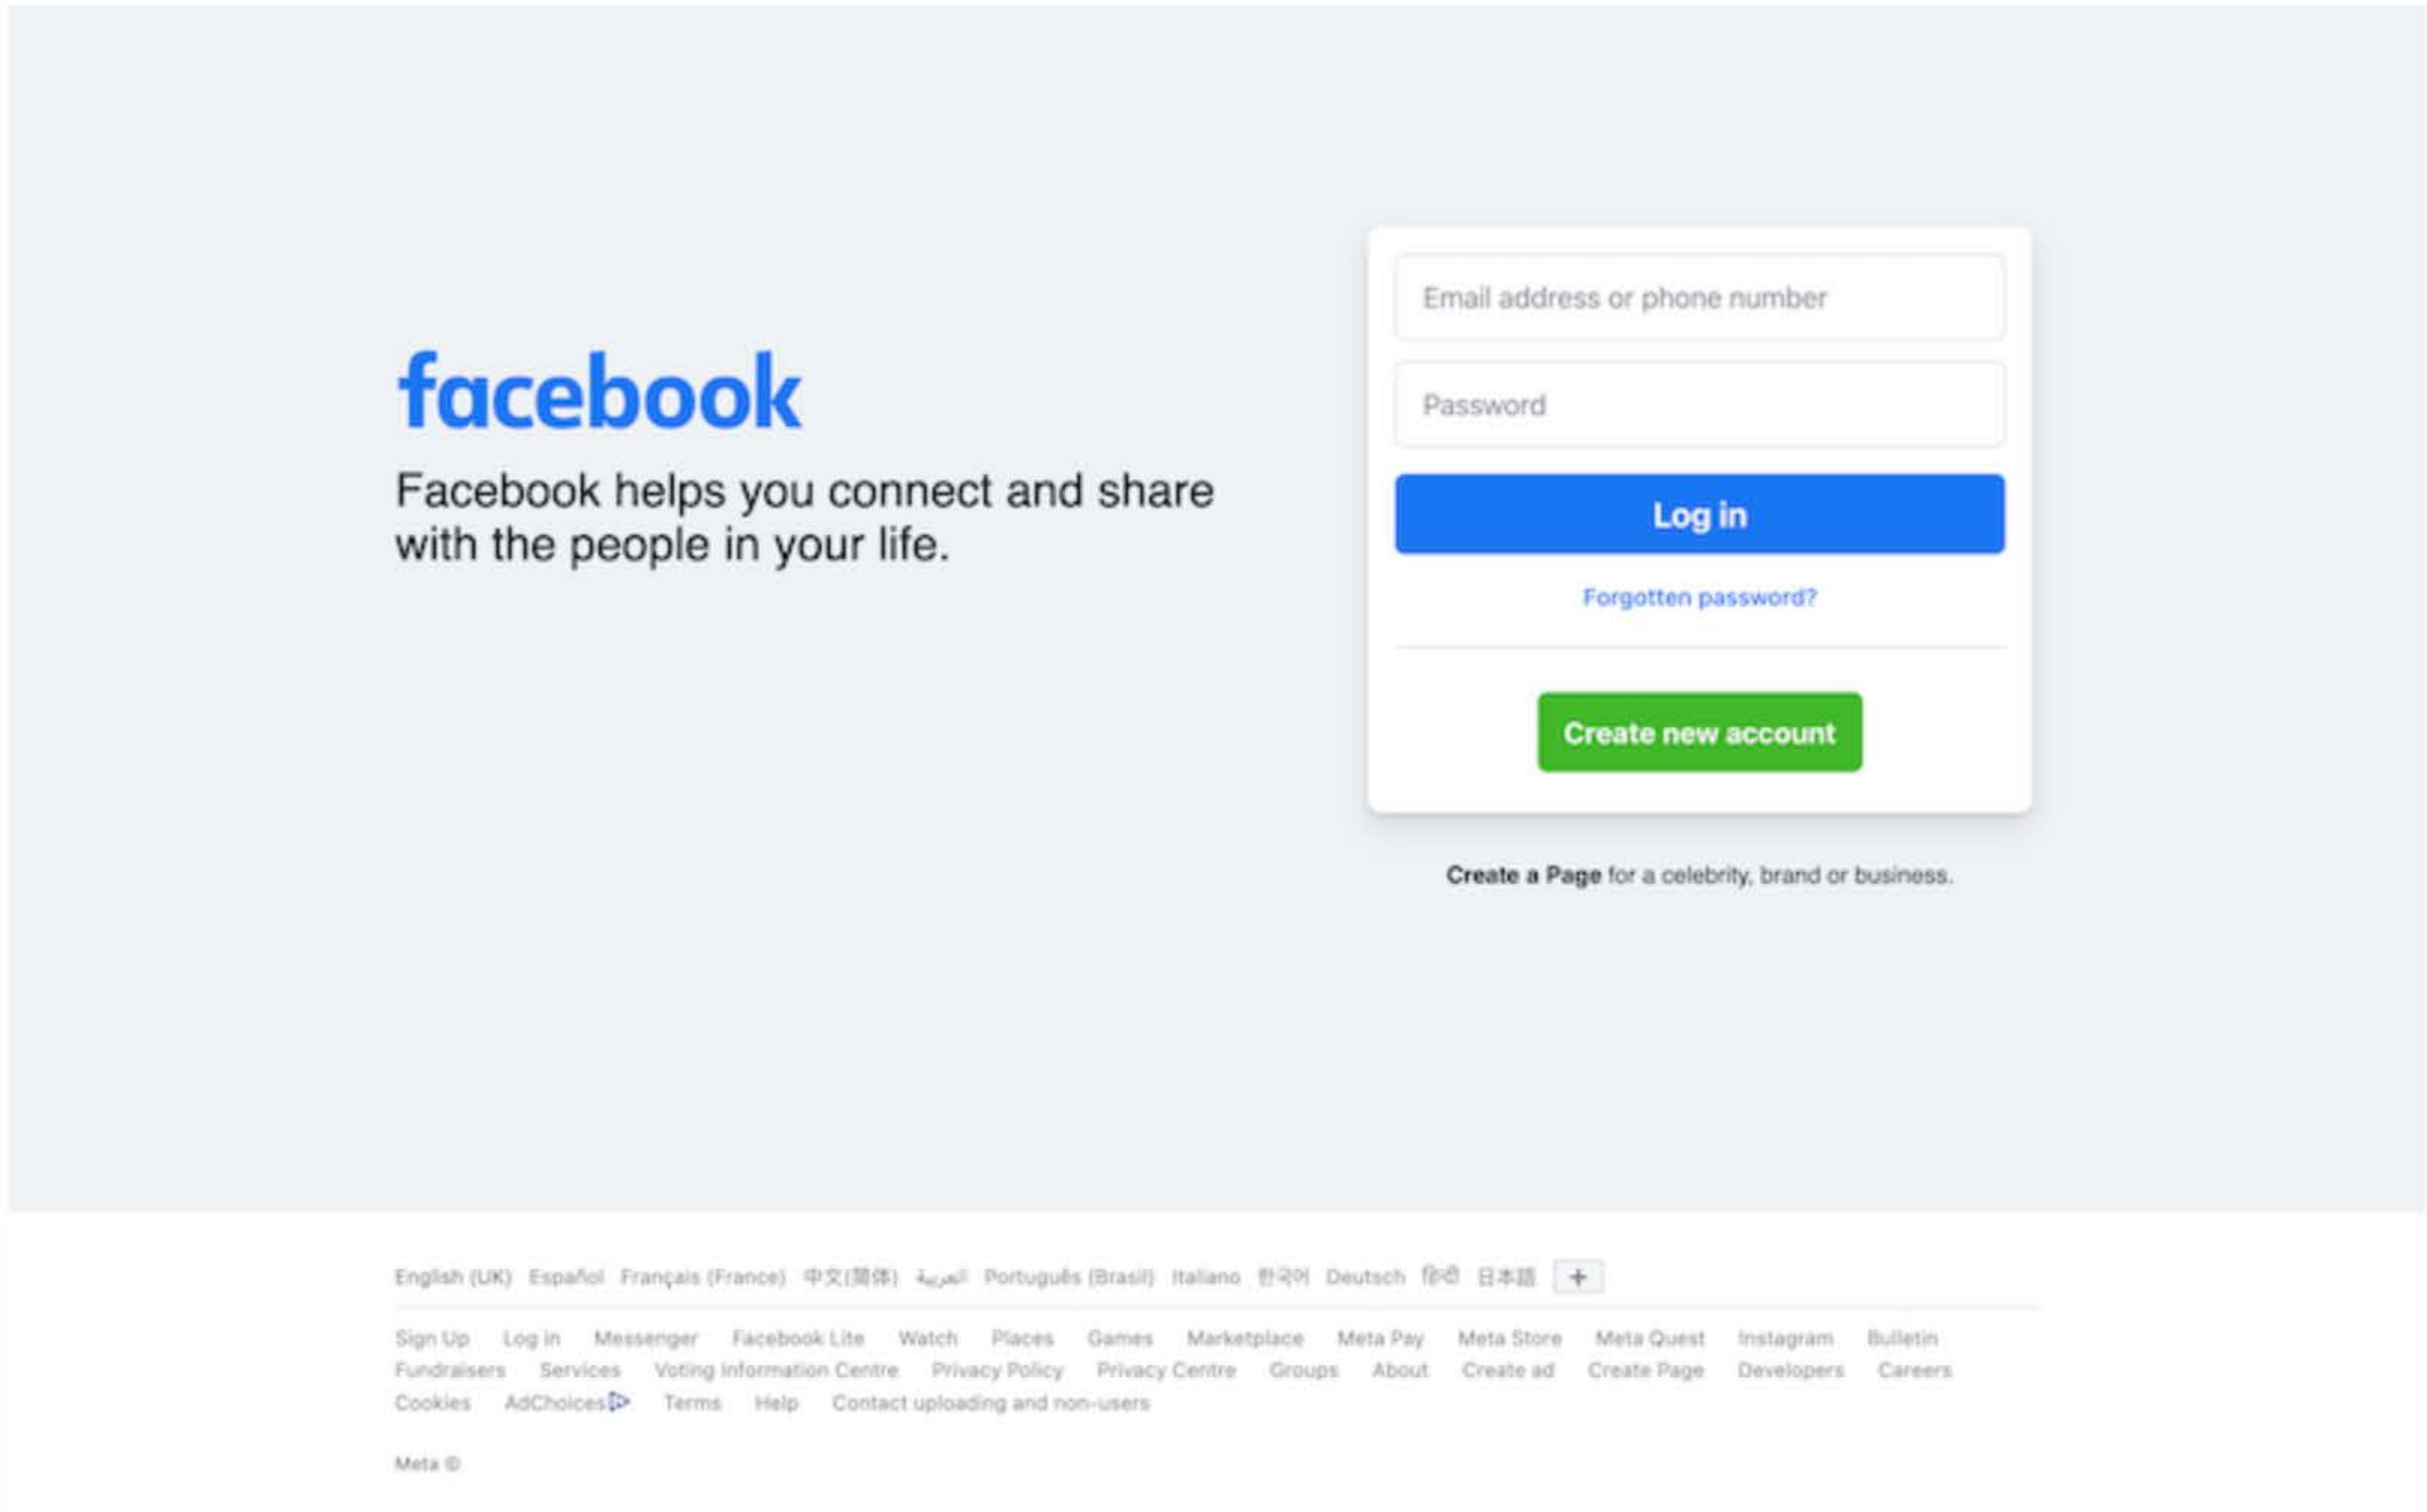 facebook
Facebook helps you connect and share
with the people in your life.
Email address or phone number
Password
Log in
Forgotten password?
Create new account
Create a Page for a celebrity, brand or business.
English (UK) Español Français (France) 中文(简体) العربية Português (Brasil) Italiano 한국어 Deutsch हिन्दी 日本語 +
Sign Up Log in Messenger Facebook Lite Watch Places Games Marketplace Meta Pay Meta Store Meta Quest Instagram Bulletin
Fundraisers Services Voting Information Centre Privacy Policy Privacy Centre Groups About Create ad Create Page Developers Careers
Cookies AdChoices Terms Help Contact uploading and non-users
Meta ©